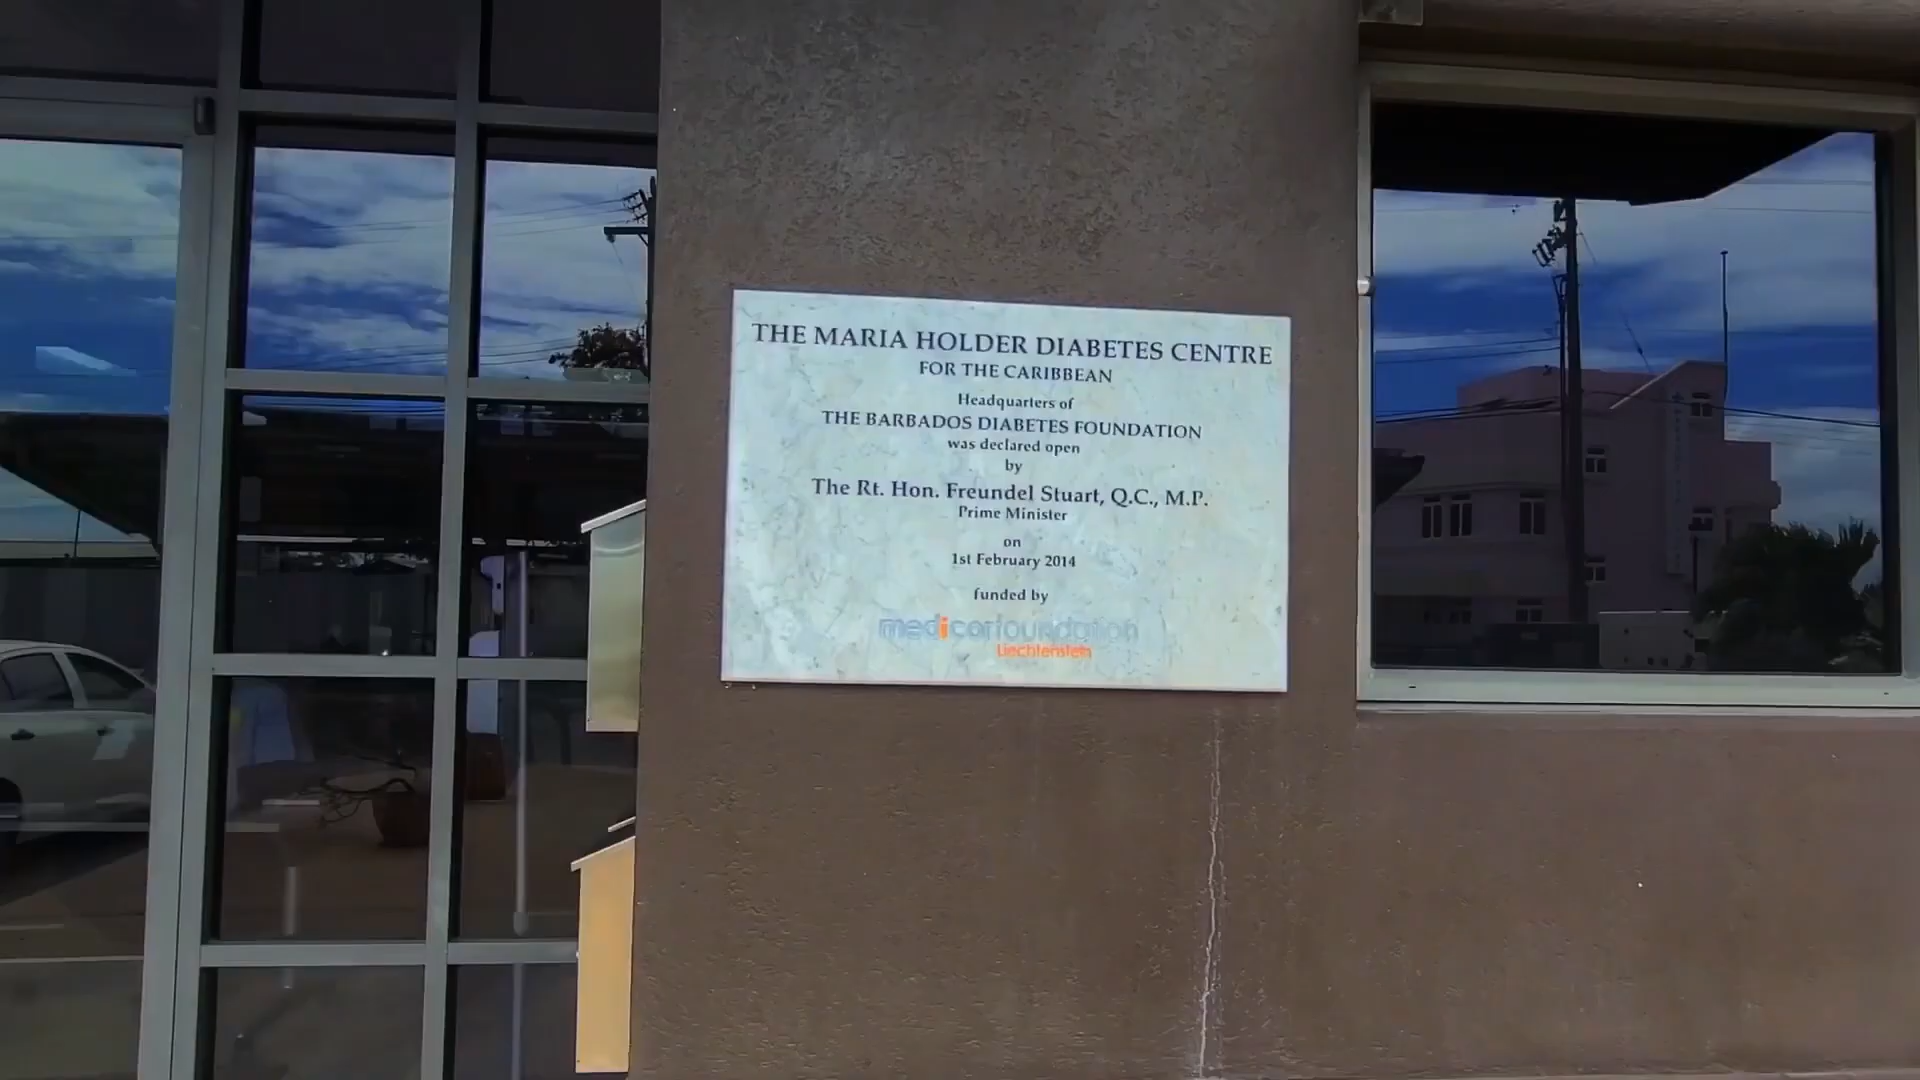 THE MARIA HOLDER DIABETES CENTRE
FOR THE CARIBBEAN
Headquarters of
THE BARBADOS DIABETES FOUNDATION
was declared open
by
The Rt. Hon. Freundel Stuart, Q.C., M.P.
Prime Minister
on
1st February 2014
funded by
medicorfoundation
Liechtenstein